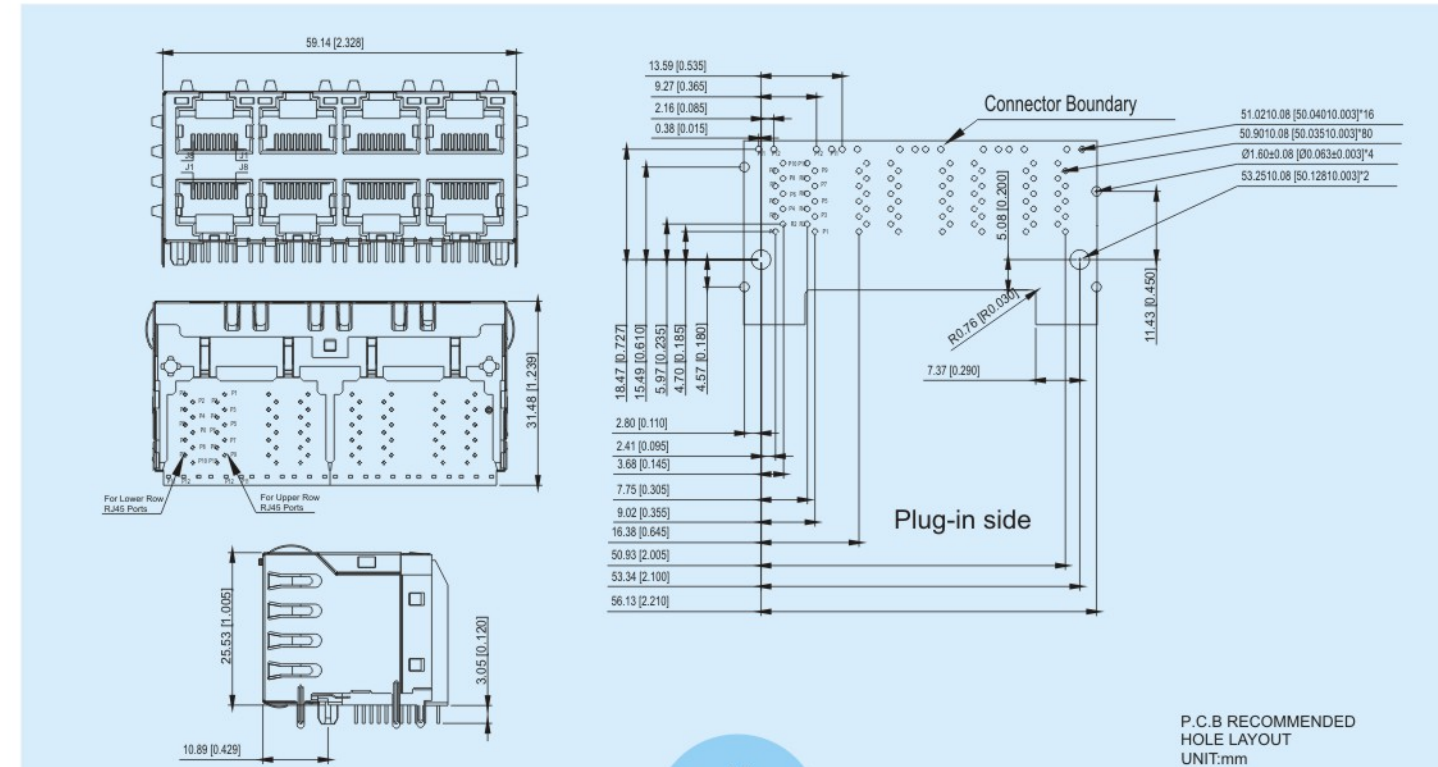 59.14 [2.328]
J8
J1
J1
J8
31.48 [1.239]
For Lower Row
RJ45 Ports
For Upper Row
RJ45 Ports
25.53 [1.005]
3.05 [0.120]
10.89 [0.429]
13.59 [0.535]
9.27 [0.365]
2.16 [0.085]
0.38 [0.015]
Connector Boundary
51.0210.08 [50.04010.003]*16
50.9010.08 [50.03510.003]*80
Ø1.60±0.08 [Ø0.063±0.003]*4
53.2510.08 [50.12810.003]*2
5.08 [0.200]
11.43 [0.450]
R0.76 [R0.030]
7.37 [0.290]
18.47 [0.727]
15.49 [0.610]
5.97 [0.235]
4.70 [0.185]
4.57 [0.180]
2.80 [0.110]
2.41 [0.095]
3.68 [0.145]
7.75 [0.305]
9.02 [0.355]
16.38 [0.645]
50.93 [2.005]
53.34 [2.100]
56.13 [2.210]
Plug-in side
P.C.B RECOMMENDED
HOLE LAYOUT
UNIT:mm